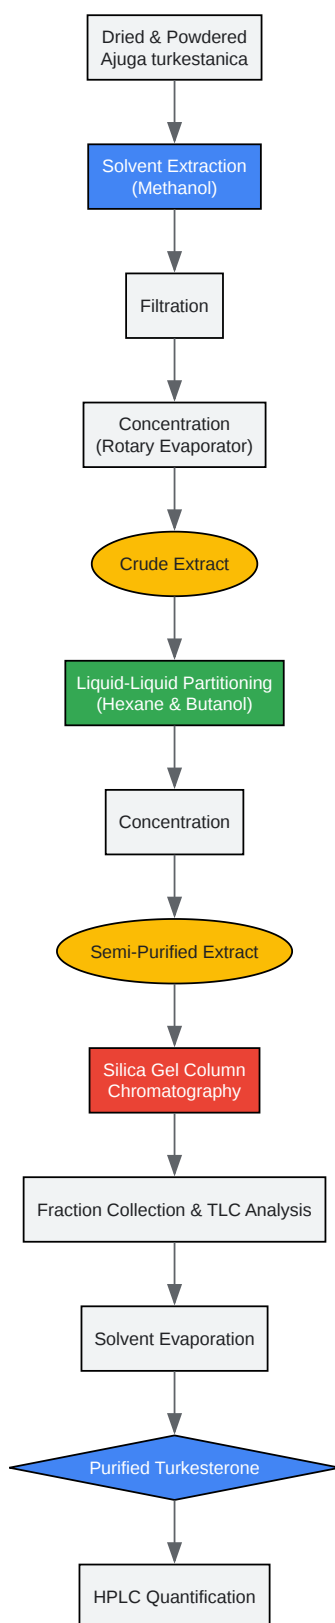 Dried & Powdered
Ajuga turkestanica
Solvent Extraction
(Methanol)
Filtration
Concentration
(Rotary Evaporator)
Crude Extract
Liquid-Liquid Partitioning
(Hexane & Butanol)
Concentration
Semi-Purified Extract
Silica Gel Column
Chromatography
Fraction Collection & TLC Analysis
Solvent Evaporation
Purified Turkesterone
HPLC Quantification